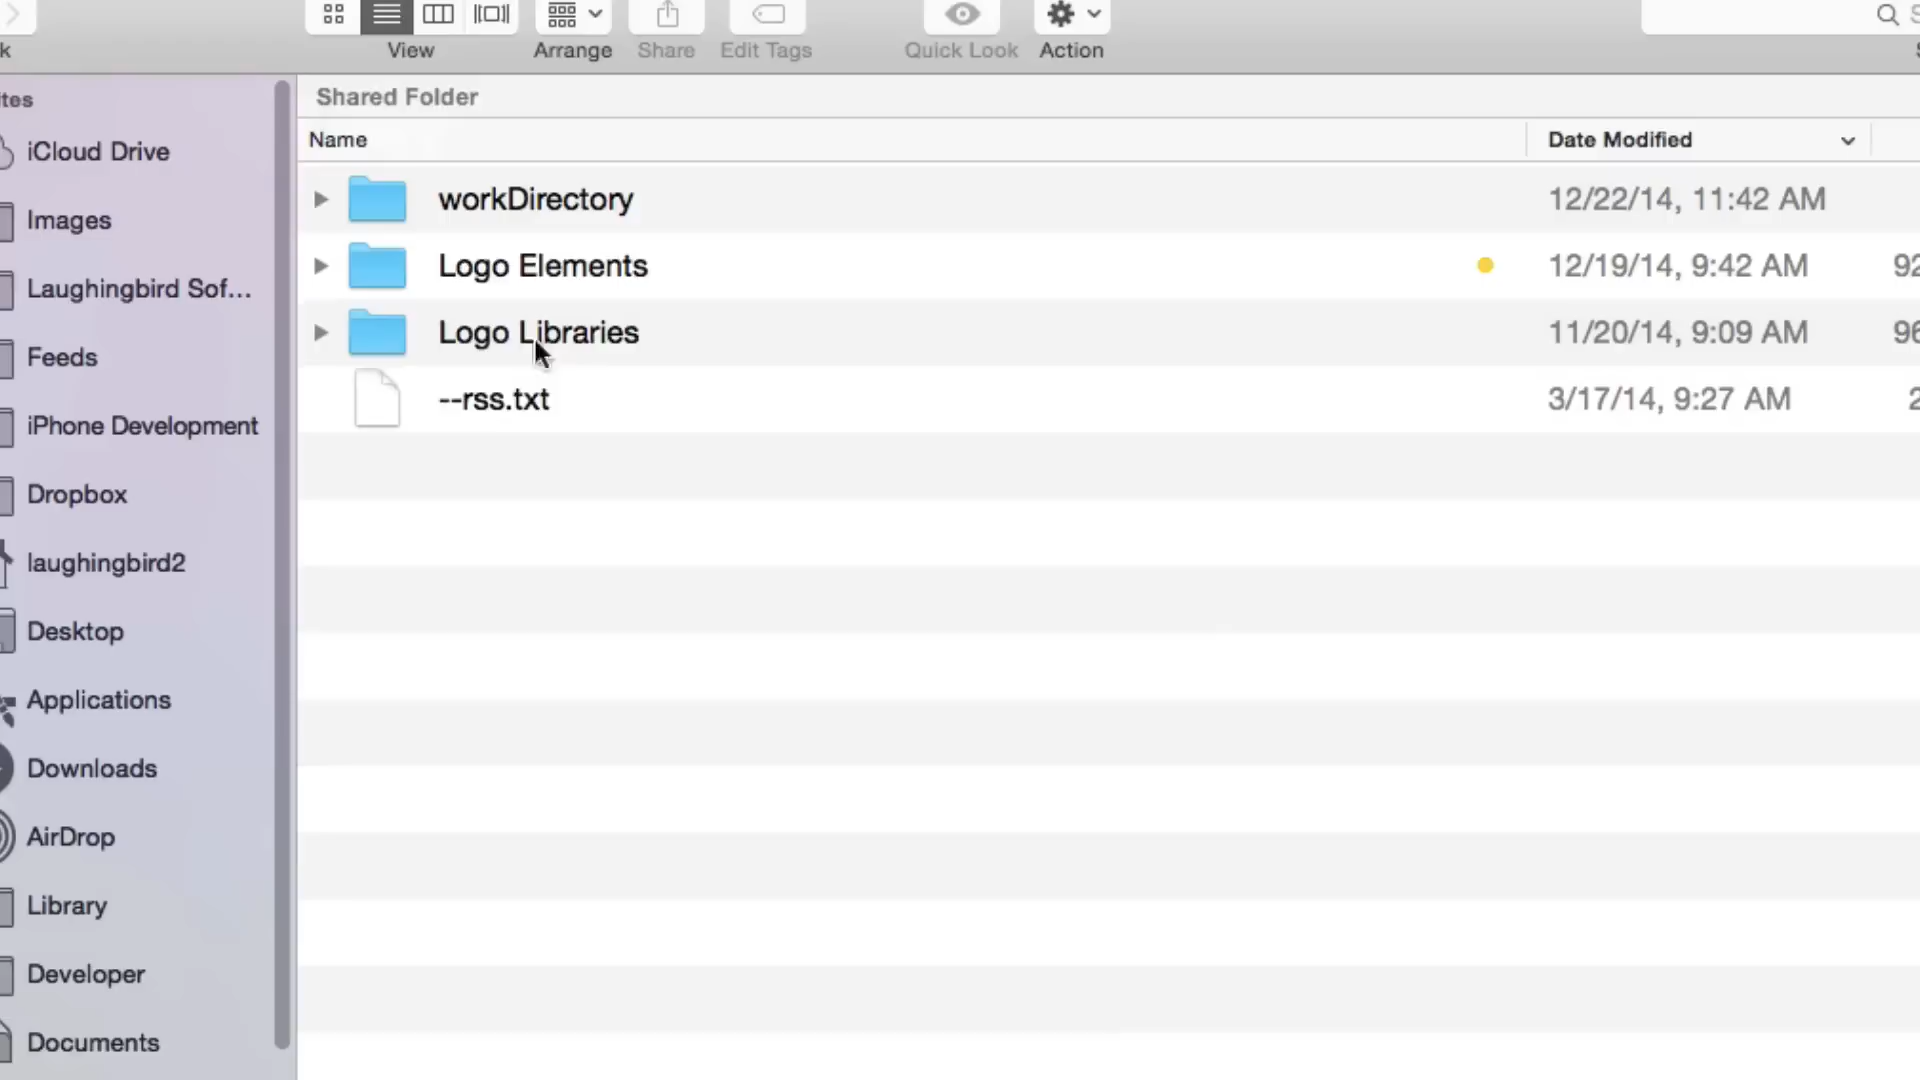 View
Arrange
Share
Edit Tags
Quick Look
Action
Shared Folder
Name
Date Modified
iCloud Drive
Images
Laughingbird Sof...
Feeds
iPhone Development
Dropbox
laughingbird2
Desktop
Applications
Downloads
AirDrop
Library
Developer
Documents
workDirectory 12/22/14, 11:42 AM
Logo Elements 12/19/14, 9:42 AM
Logo Libraries 11/20/14, 9:09 AM
--rss.txt 3/17/14, 9:27 AM